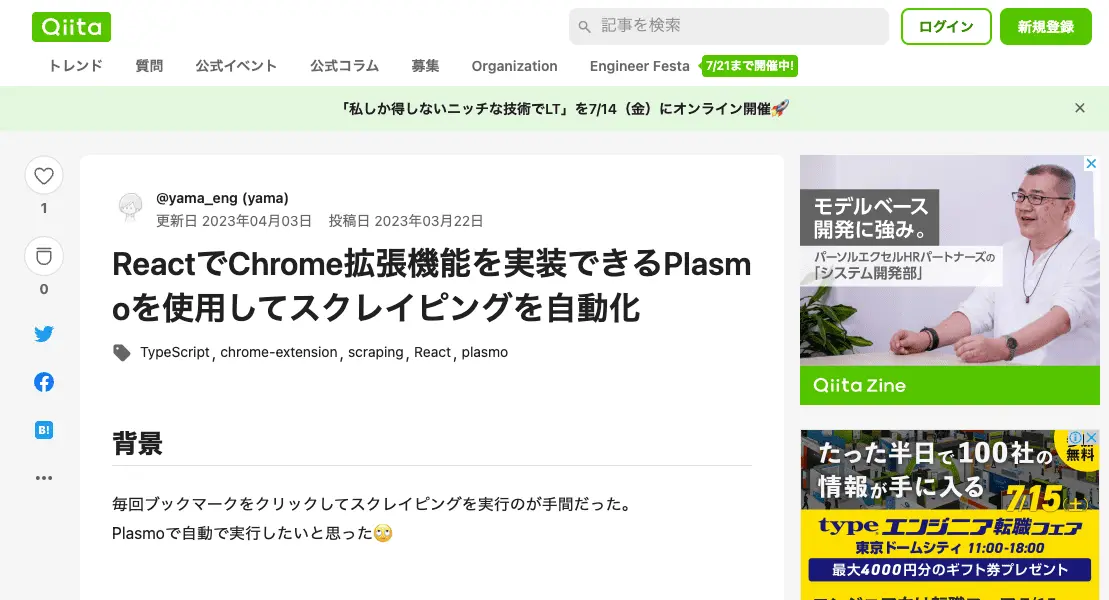 Qiita
記事を検索
ログイン
新規登録
トレンド 質問 公式イベント 公式コラム 募集 Organization Engineer Festa 7/21まで開催中!
「私しか得しないニッチな技術でLT」を7/14（金）にオンライン開催🚀
1
0
B!
@yama_eng (yama)
更新日 2023年04月03日 投稿日 2023年03月22日
ReactでChrome拡張機能を実装できるPlasm
oを使用してスクレイピングを自動化
TypeScript, chrome-extension, scraping, React, plasmo
背景
毎回ブックマークをクリックしてスクレイピングを実行のが手間だった。
Plasmoで自動で実行したいと思った🙄
モデルベース
開発に強み。
パーソルエクセルHRパートナーズの
「システム開発部」
Qiita Zine
たった半日で100社の
情報が手に入る
無料
7.15(土)
type エンジニア転職フェア
東京ドームシティ 11:00-18:00
最大4000円分のギフト券プレゼント